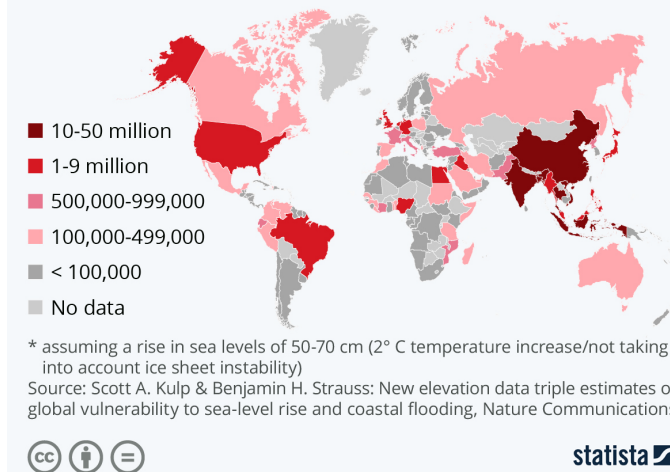 10-50 million
1-9 million
500,000-999,000
100,000-499,000
< 100,000
No data
* assuming a rise in sea levels of 50-70 cm (2° C temperature increase/not taking
into account ice sheet instability)
Source: Scott A. Kulp & Benjamin H. Strauss: New elevation data triple estimates o
global vulnerability to sea-level rise and coastal flooding, Nature Communication
cc
statista